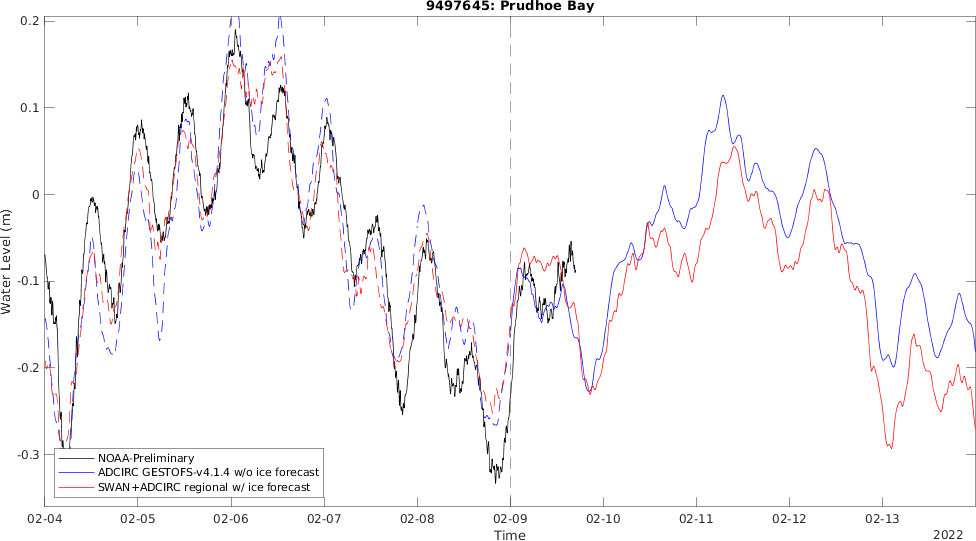 9497645: Prudhoe Bay
0.2
0.1
0
-0.1
-0.2
-0.3
Water Level (m)
NOAA-Preliminary
ADCIRC GESTOFS-v4.1.4 w/o ice forecast
SWAN+ADCIRC regional w/ ice forecast
02-04 02-05 02-06 02-07 02-08 02-09 02-10 02-11 02-12 02-13
Time
2022